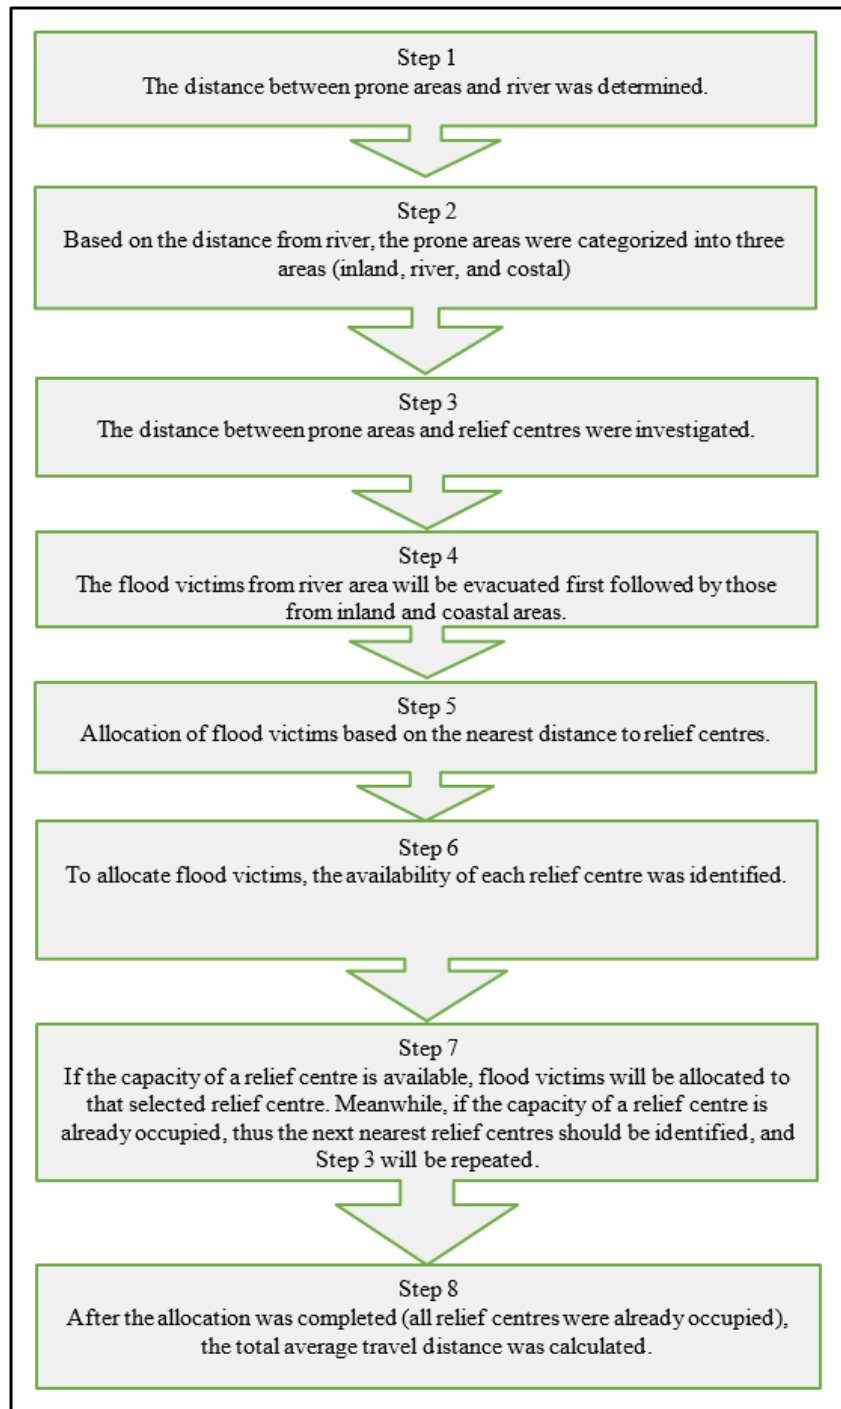 Step 1
The distance between prone areas and river was determined.
Step 2
Based on the distance from river, the prone areas were categorized into three
areas (inland, river, and costal)
Step 3
The distance between prone areas and relief centres were investigated.
Step 4
The flood victims from river area will be evacuated first followed by those
from inland and coastal areas.
Step 5
Allocation of flood victims based on the nearest distance to relief centres.
Step 6
To allocate flood victims, the availability of each relief centre was identified.
Step 7
If the capacity of a relief centre is available, flood victims will be allocated to
that selected relief centre. Meanwhile, if the capacity of a relief centre is
already occupied, thus the next nearest relief centres should be identified, and
Step 3 will be repeated.
Step 8
After the allocation was completed (all relief centres were already occupied),
the total average travel distance was calculated.